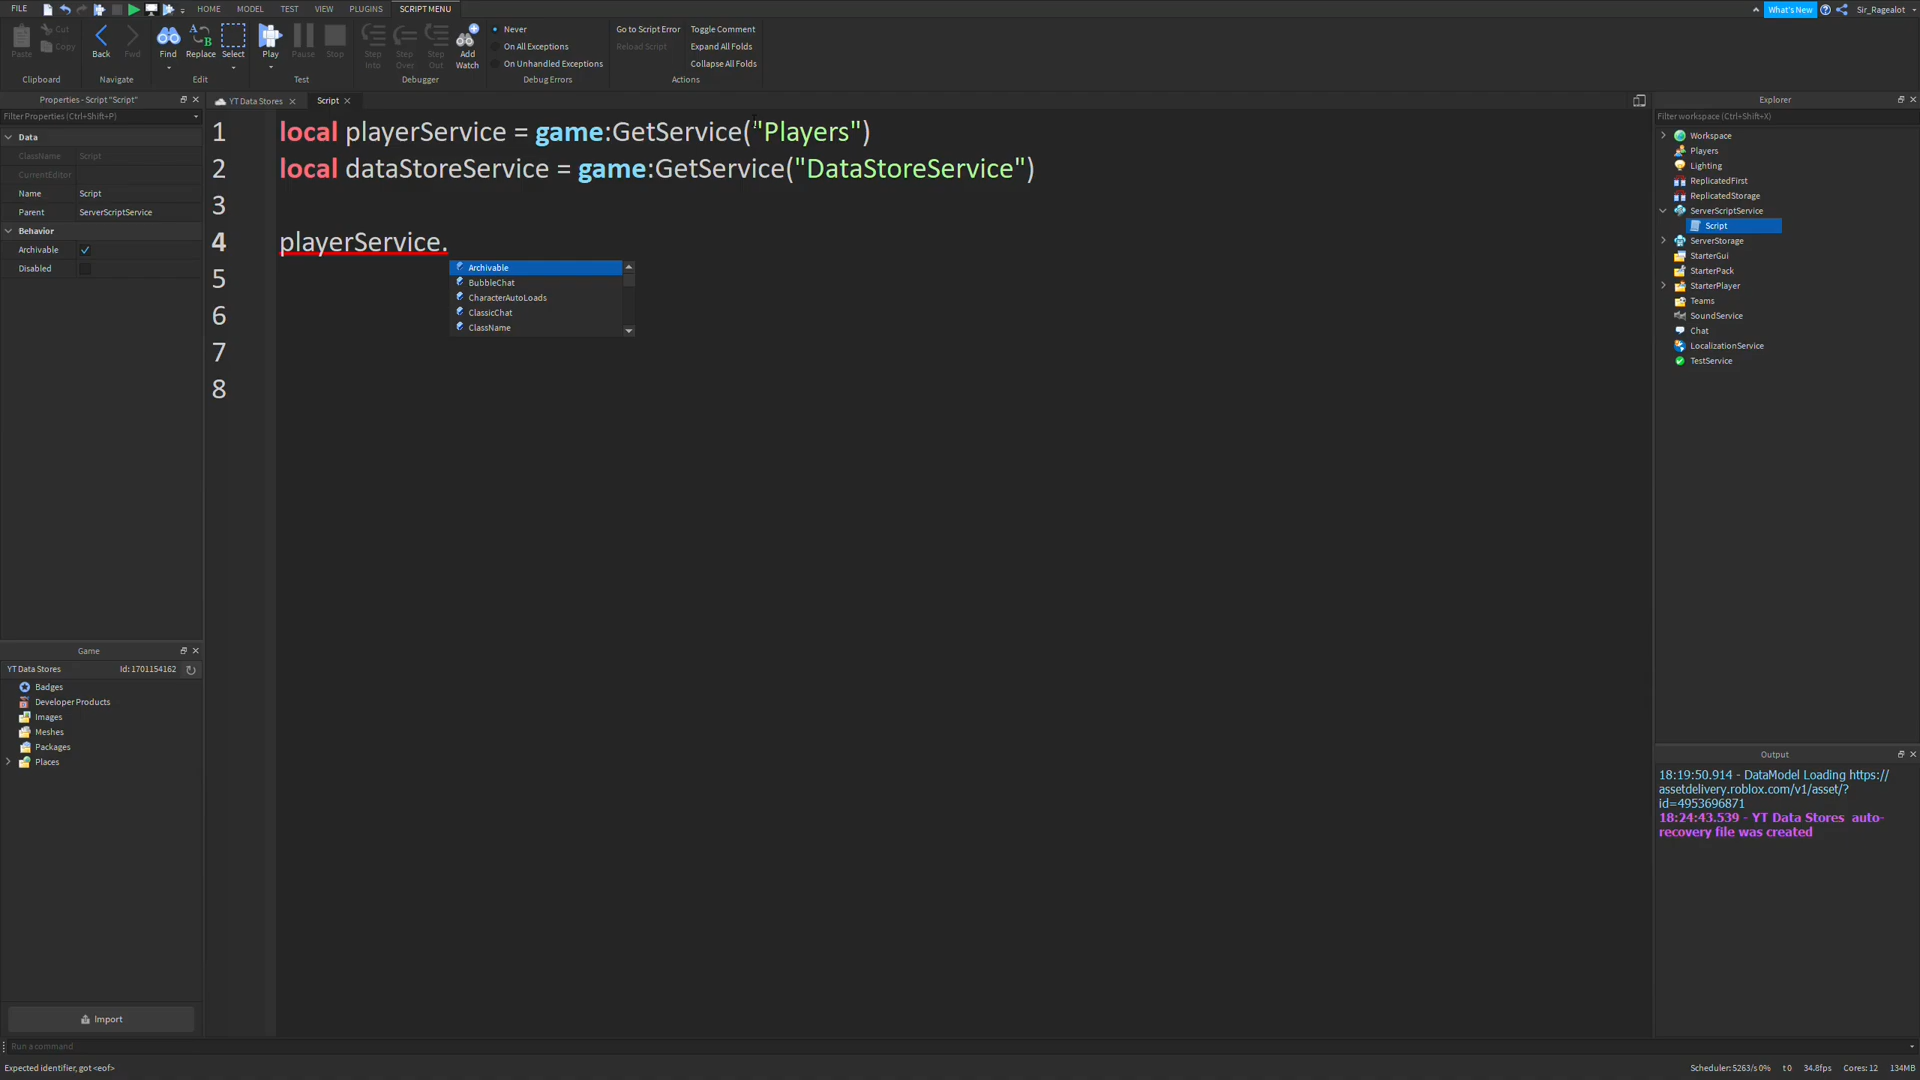 FILE HOME MODEL TEST VIEW PLUGINS SCRIPT MENU What's New Sir_Ragealot
Paste Cut Copy
Clipboard
Back Fwd
Navigate
Find Replace Select
Edit
Play Pause Stop
Test
Step Into
Step Over
Step Out
Add Watch
Debugger
Never
On All Exceptions
On Unhandled Exceptions
Debug Errors
Go to Script Error Toggle Comment
Reload Script Expand All Folds
Collapse All Folds
Actions
Properties - Script "Script"
Filter Properties (Ctrl+Shift+P)
Data
ClassName Script
CurrentEditor
Name Script
Parent ServerScriptService
Behavior
Archivable
Disabled
Game
YT Data Stores Id: 1701154162
Badges
Developer Products
Images
Meshes
Packages
Places
Import
YT Data Stores Script
1 local playerService = game:GetService("Players")
2 local dataStoreService = game:GetService("DataStoreService")
3
4 playerService.
5
6
7
8
Archivable
BubbleChat
CharacterAutoLoads
ClassicChat
ClassName
Explorer
Filter workspace (Ctrl+Shift+X)
Workspace
Players
Lighting
ReplicatedFirst
ReplicatedStorage
ServerScriptService
Script
ServerStorage
StarterGui
StarterPack
StarterPlayer
Teams
SoundService
Chat
LocalizationService
TestService
Output
18:19:50.914 - DataModel Loading https://
assetdelivery.roblox.com/v1/asset/?
id=4953696871
18:24:43.539 - YT Data Stores auto-
recovery file was created
Run a command
Expected identifier, got <eof> Scheduler: 5263/s 0% t 0 34.8fps Cores: 12 134MB